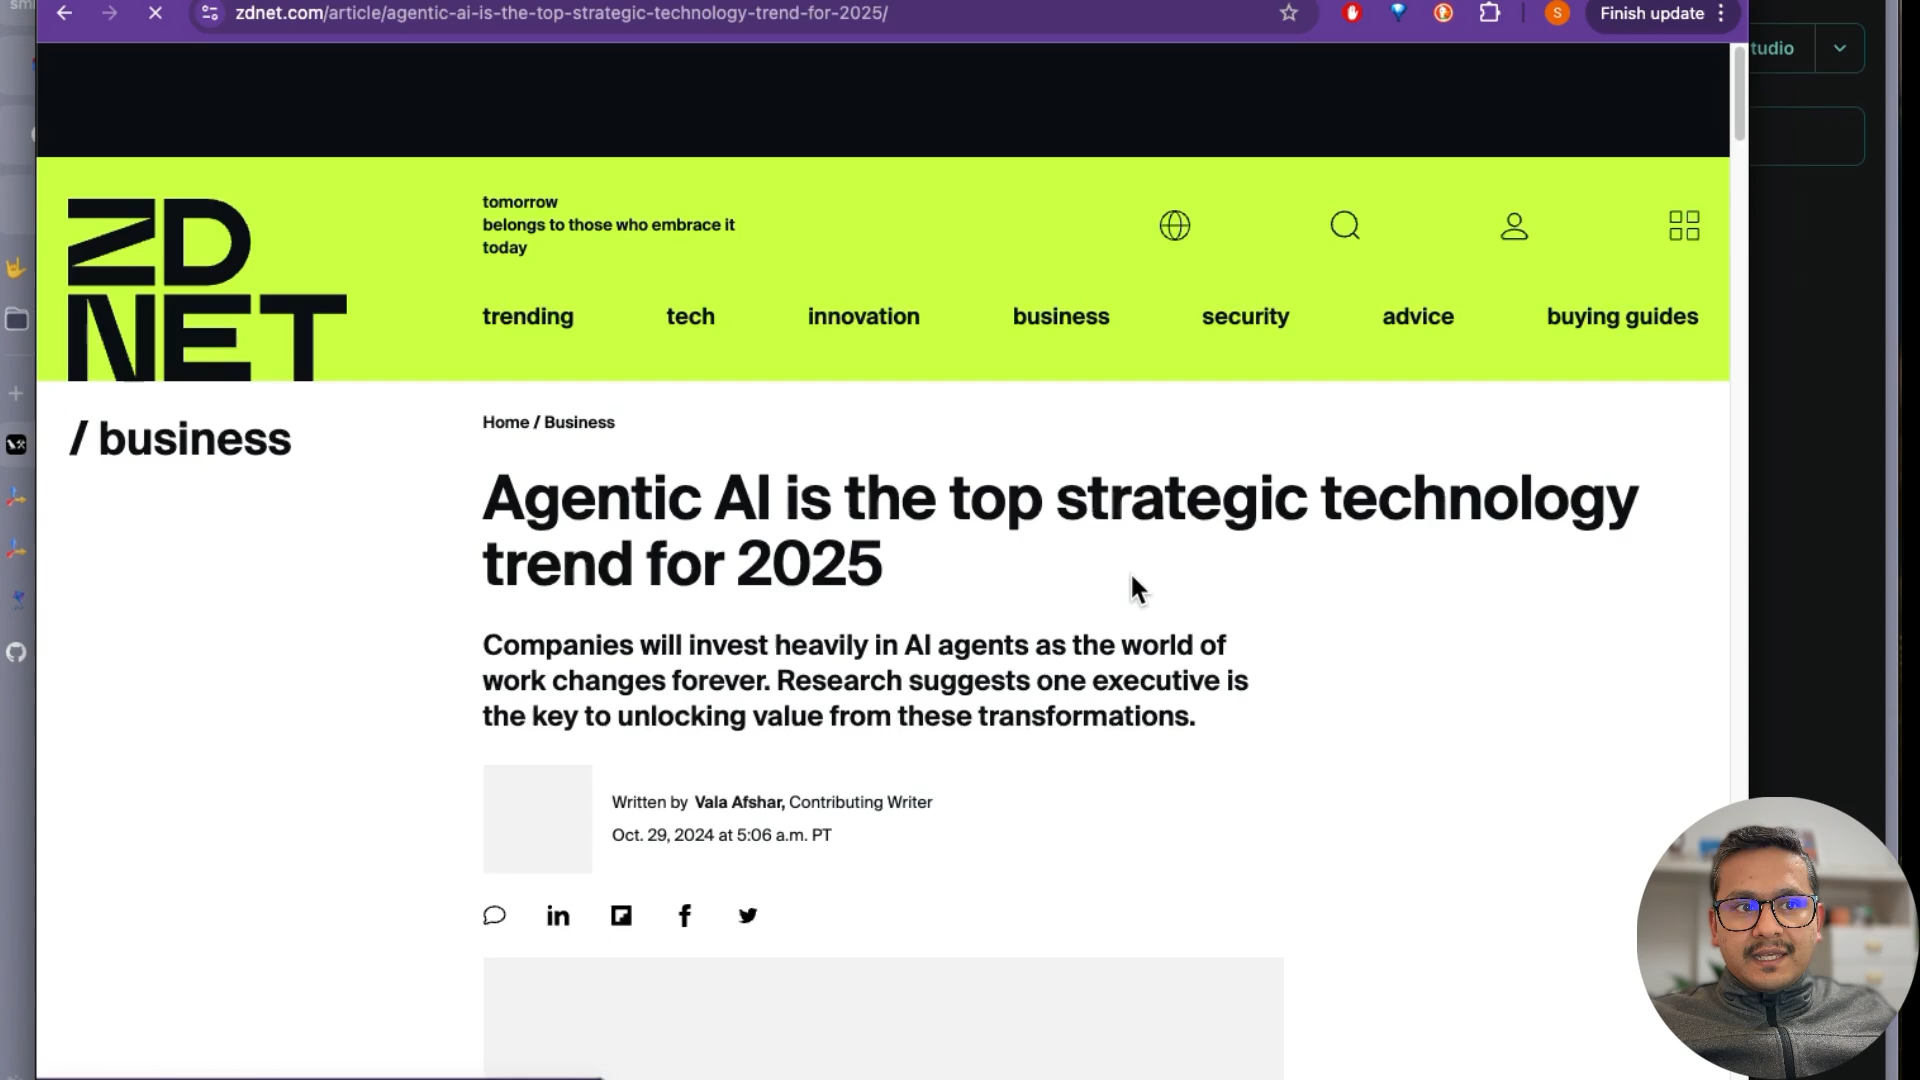 zdnet.com/article/agentic-ai-is-the-top-strategic-technology-trend-for-2025/
S
Finish update
tudio
ZD
NET
tomorrow
belongs to those who embrace it
today
trending
tech
innovation
business
security
advice
buying guides
/ business
Home / Business
Agentic AI is the top strategic technology
trend for 2025
Companies will invest heavily in AI agents as the world of
work changes forever. Research suggests one executive is
the key to unlocking value from these transformations.
Written by Vala Afshar, Contributing Writer
Oct. 29, 2024 at 5:06 a.m. PT